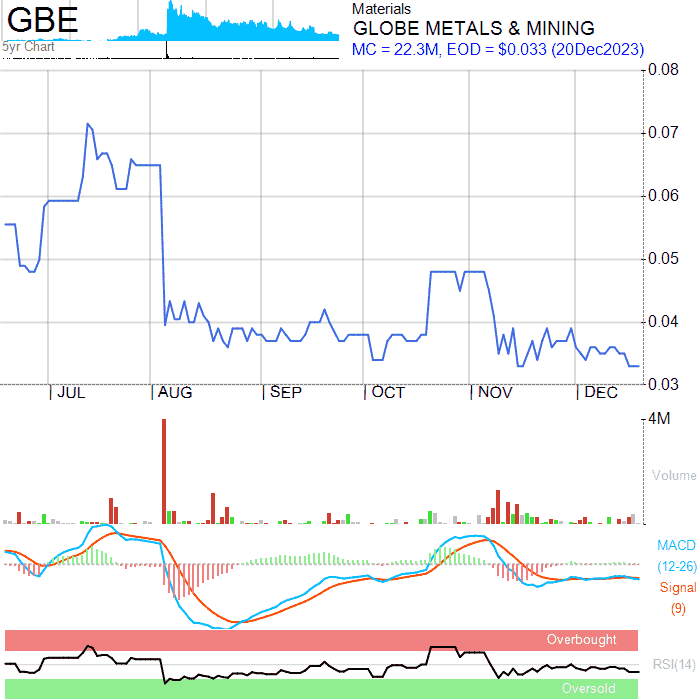 GBE
5yr Chart
Materials
GLOBE METALS & MINING
MC = 22.3M, EOD = $0.033 (20Dec2023)
0.08
0.07
0.06
0.05
0.04
0.03
JUL AUG SEP OCT NOV DEC
4M
Volume
MACD
(12-26)
Signal
(9)
Overbought
RSI(14)
Oversold